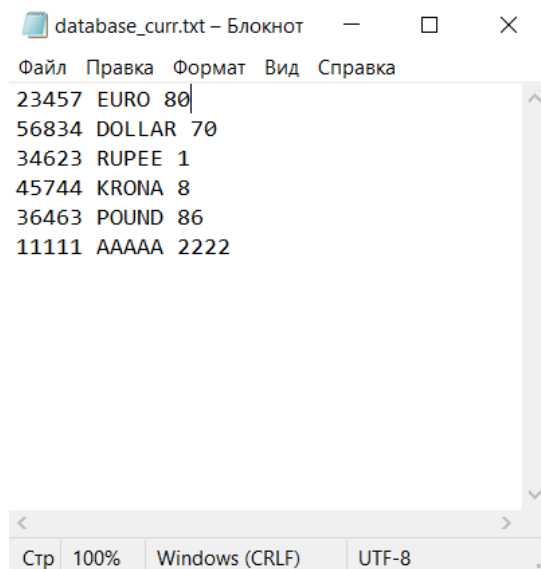 database_curr.txt – Блокнот
Файл Правка Формат Вид Справка
23457 EURO 80
56834 DOLLAR 70
34623 RUPEE 1
45744 KRONA 8
36463 POUND 86
11111 AAAAA 2222
Стр 100% Windows (CRLF) UTF-8